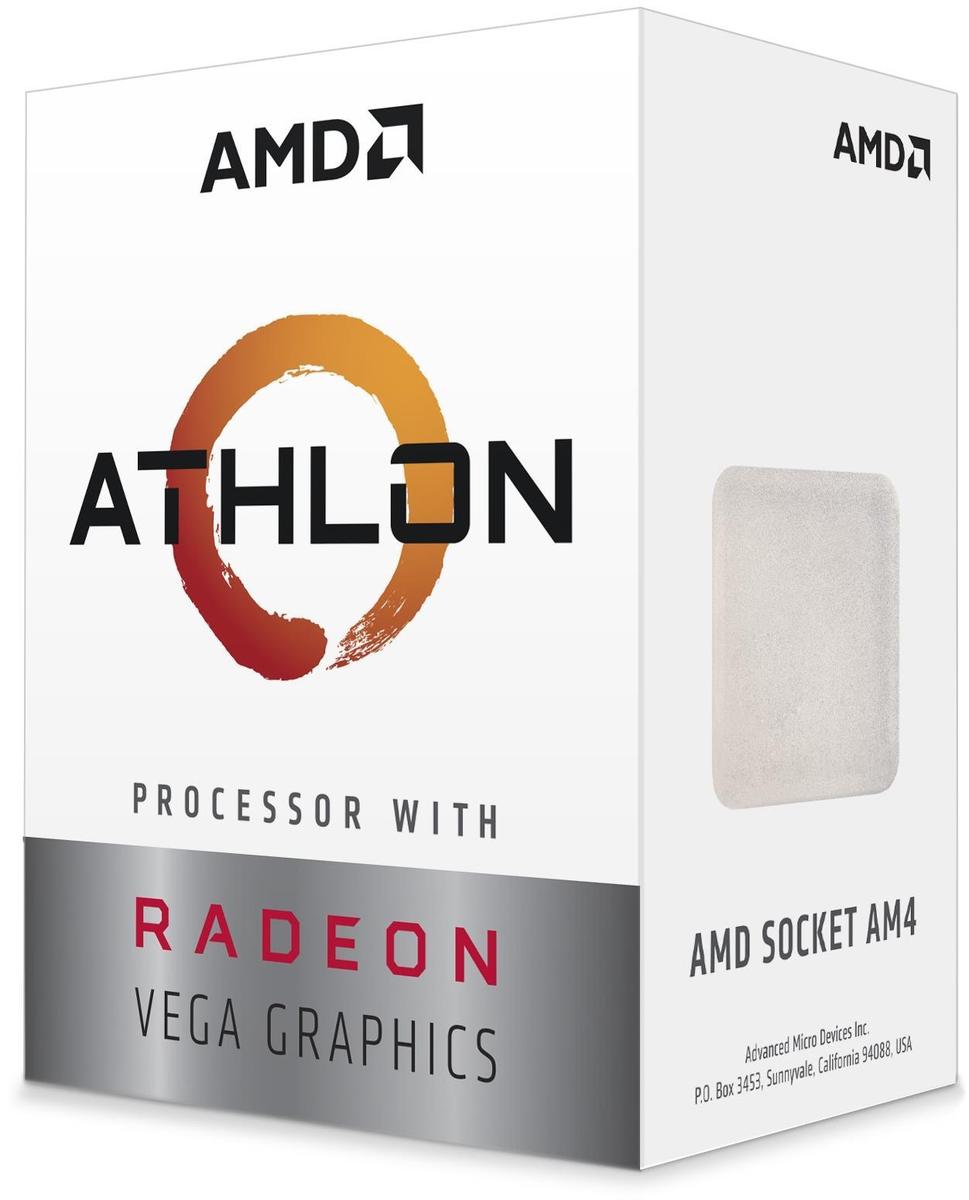 AMD
ATHLON
PROCESSOR WITH
RADEON
VEGA GRAPHICS
AMD
AMD SOCKET AM4
Advanced Micro Devices Inc.
P.O. Box 3453, Sunnyvale, California 94088, USA